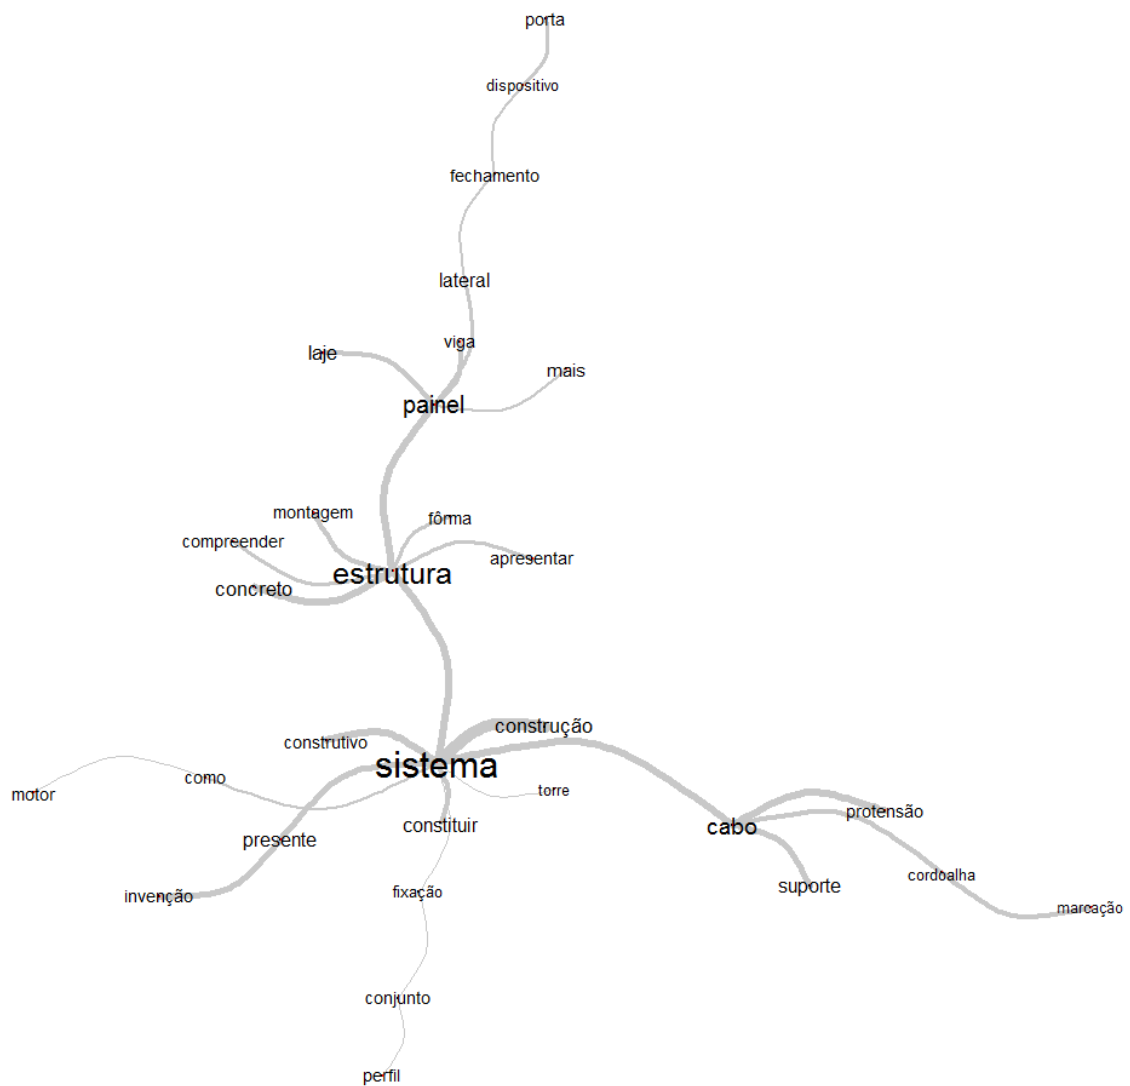 porta
dispositivo
fechamento
lateral
viga
laje
mais
painel
montagem
fôrma
compreender
apresentar
estrutura
concreto
construção
construtivo
sistema
como
torre
motor
protensão
constituir
cabo
presente
cordoalha
suporte
fixação
invenção
marcação
conjunto
perfil